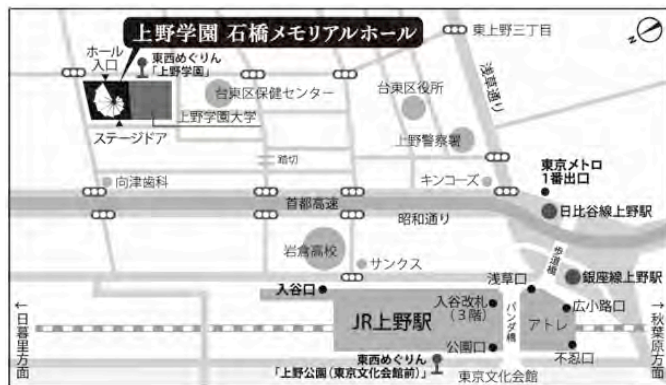 上野学園 石橋メモリアルホール
ホール
入口
東西めぐりん
「上野学園」
東上野三丁目
浅草通り
台東区保健センター
台東区役所
上野学園大学
ステージドア
上野警察署
踏切
向津歯科
キンコーズ
東京メトロ
1番出口
首都高速
日比谷線上野駅
昭和通り
岩倉高校
サンクス
歩道橋
入谷口
浅草口
銀座線上野駅
←日暮里方面
JR上野駅
入谷改札
(3階)
パンダ橋
広小路口
アトレ
→秋葉原方面
公園口
不忍口
東西めぐりん
「上野公園(東京文化会館前)」
東京文化会館